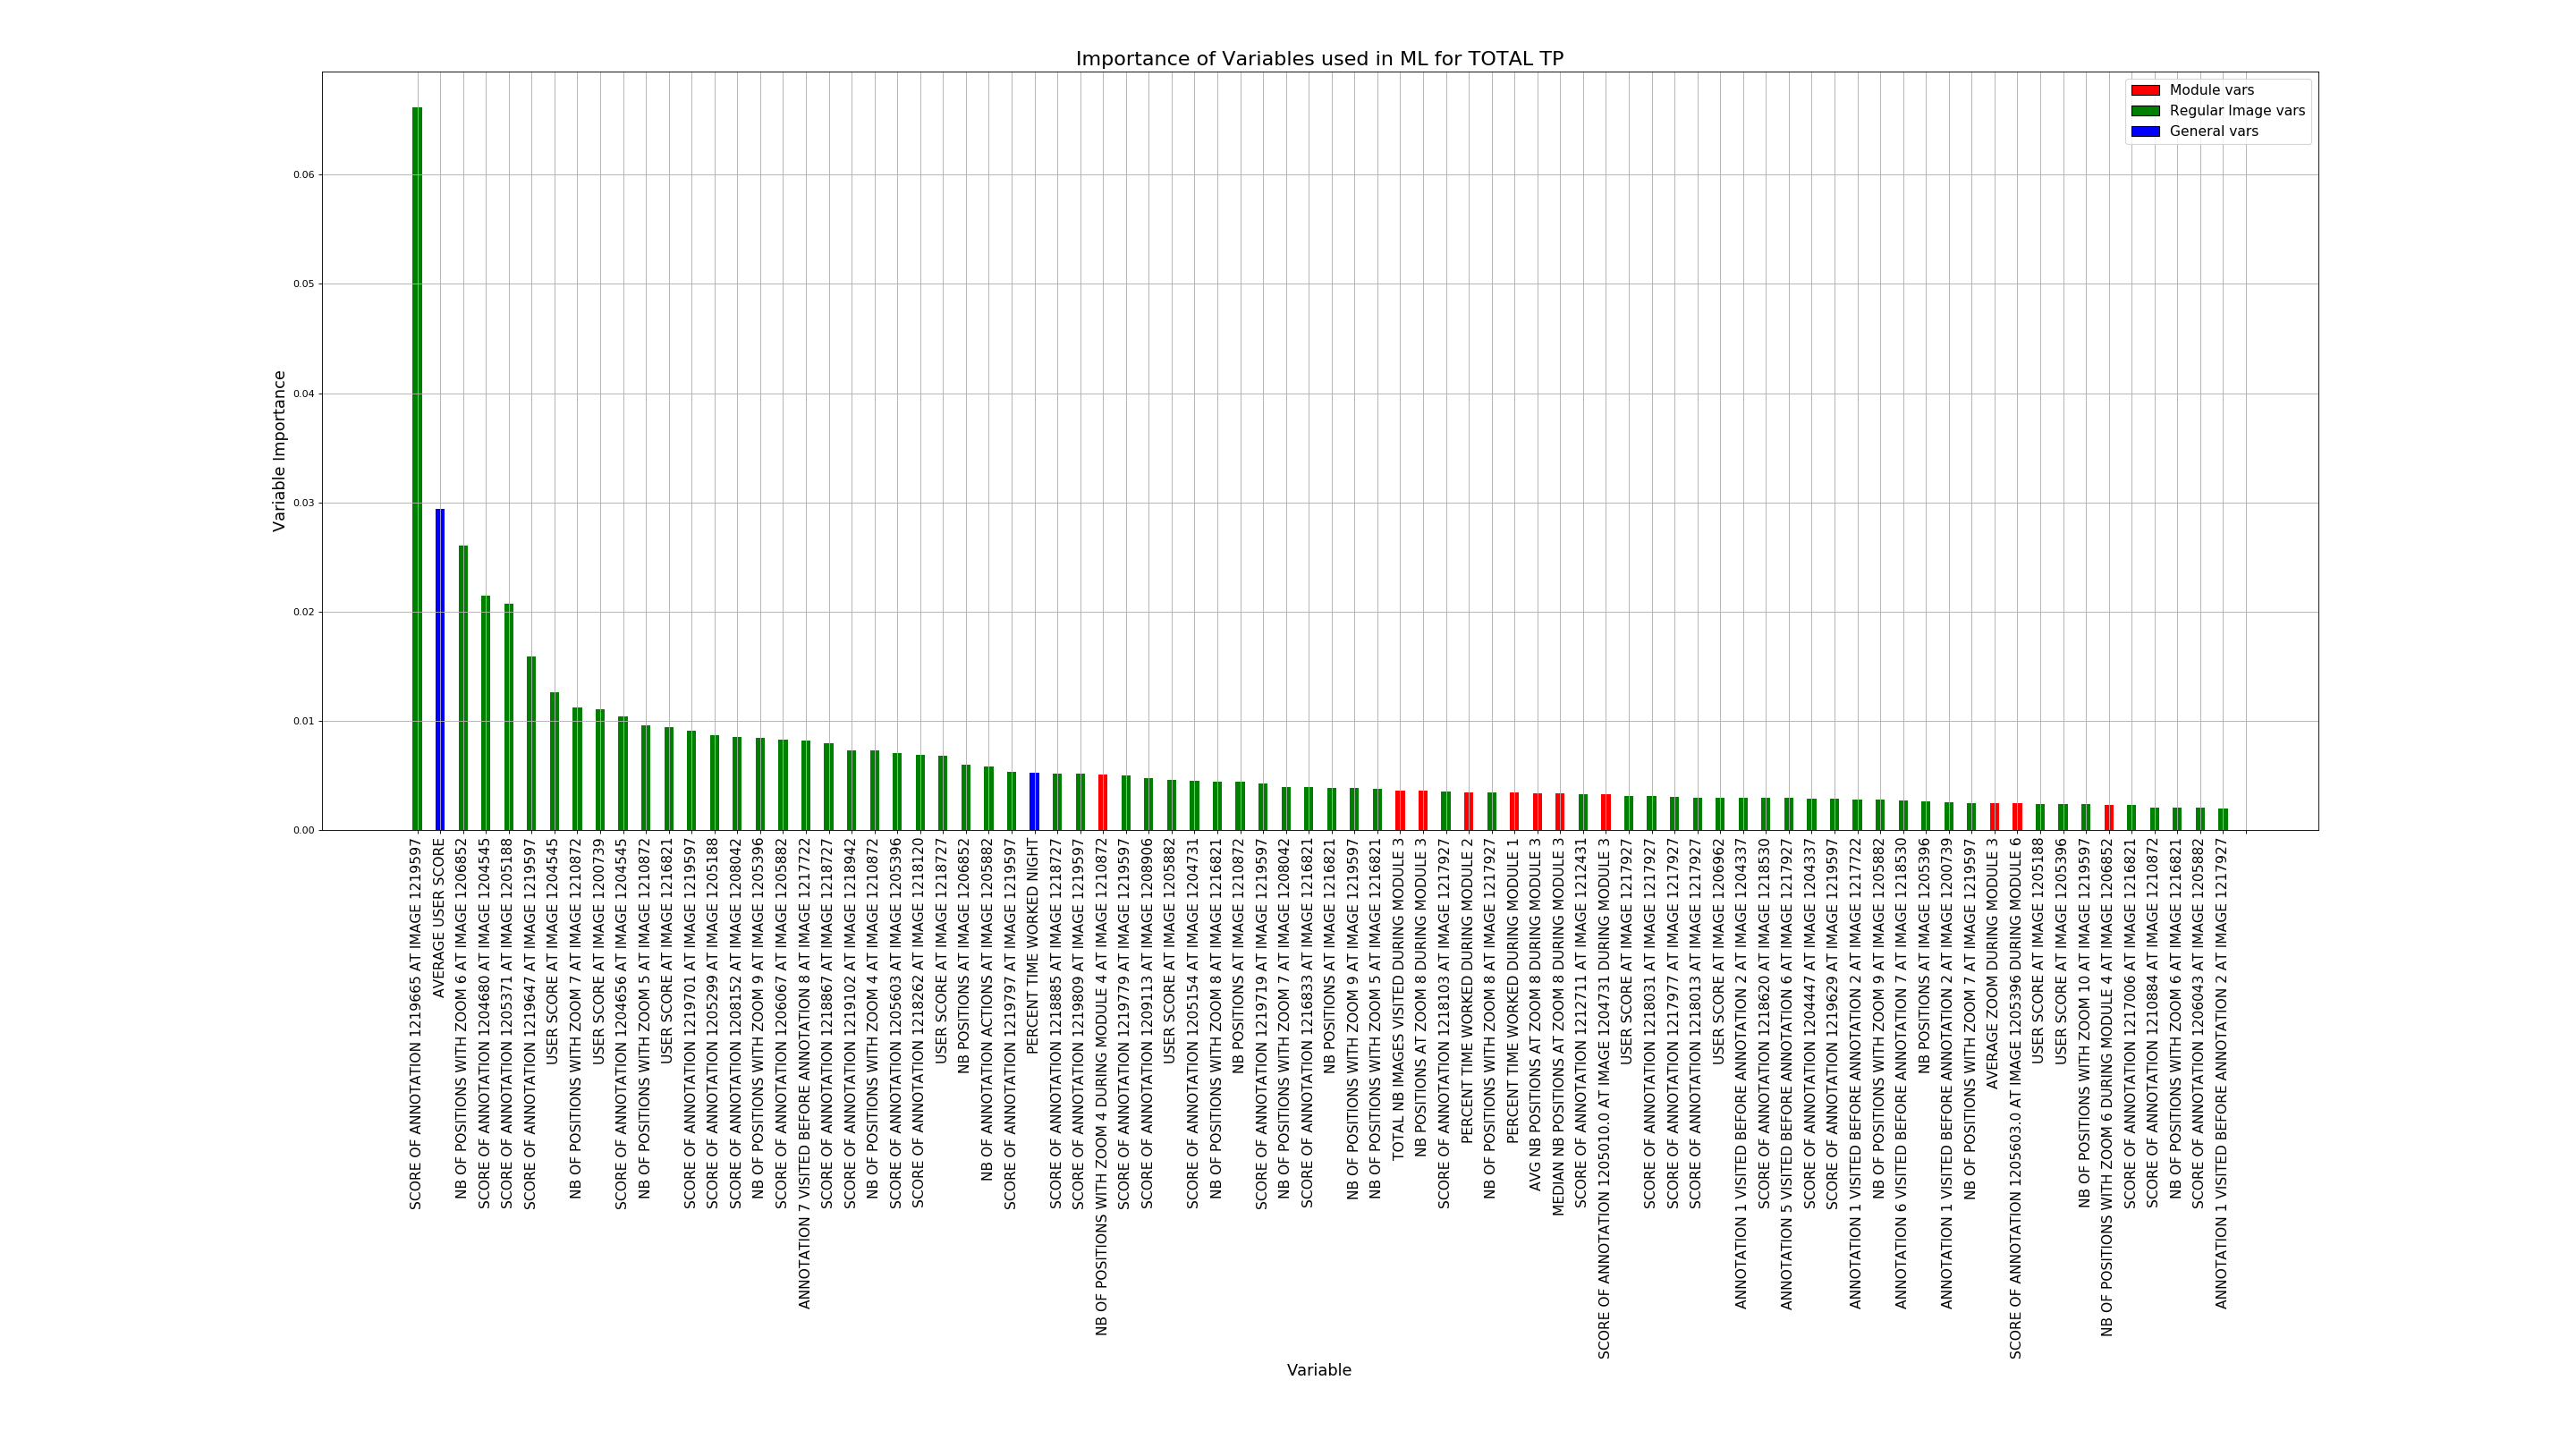 Importance of Variables used in ML for TOTAL TP
Module vars
Regular Image vars
General vars
Variable Importance
0.06
0.05
0.04
0.03
0.02
0.01
0.00
SCORE OF ANNOTATION 1219665 AT IMAGE 1219597
AVERAGE USER SCORE
NB OF POSITIONS WITH ZOOM 6 AT IMAGE 1206852
SCORE OF ANNOTATION 1204680 AT IMAGE 1204545
SCORE OF ANNOTATION 1205371 AT IMAGE 1205188
SCORE OF ANNOTATION 1219647 AT IMAGE 1219597
USER SCORE AT IMAGE 1204545
NB OF POSITIONS WITH ZOOM 7 AT IMAGE 1210872
USER SCORE AT IMAGE 1200739
SCORE OF ANNOTATION 1204656 AT IMAGE 1204545
NB OF POSITIONS WITH ZOOM 5 AT IMAGE 1210872
USER SCORE AT IMAGE 1216821
SCORE OF ANNOTATION 1219701 AT IMAGE 1219597
SCORE OF ANNOTATION 1205299 AT IMAGE 1205188
SCORE OF ANNOTATION 1208152 AT IMAGE 1208042
NB OF POSITIONS WITH ZOOM 9 AT IMAGE 1205396
SCORE OF ANNOTATION 1206067 AT IMAGE 1205882
ANNOTATION 7 VISITED BEFORE ANNOTATION 8 AT IMAGE 1217722
SCORE OF ANNOTATION 1218867 AT IMAGE 1218727
SCORE OF ANNOTATION 1219102 AT IMAGE 1218942
NB OF POSITIONS WITH ZOOM 4 AT IMAGE 1210872
SCORE OF ANNOTATION 1205603 AT IMAGE 1205396
SCORE OF ANNOTATION 1218262 AT IMAGE 1218120
USER SCORE AT IMAGE 1218727
NB POSITIONS AT IMAGE 1206852
NB OF ANNOTATION ACTIONS AT IMAGE 1205882
SCORE OF ANNOTATION 1219797 AT IMAGE 1219597
PERCENT TIME WORKED NIGHT
SCORE OF ANNOTATION 1218885 AT IMAGE 1218727
SCORE OF ANNOTATION 1219809 AT IMAGE 1219597
NB OF POSITIONS WITH ZOOM 4 DURING MODULE 4 AT IMAGE 1210872
SCORE OF ANNOTATION 1219779 AT IMAGE 1219597
SCORE OF ANNOTATION 1209113 AT IMAGE 1208906
USER SCORE AT IMAGE 1205882
SCORE OF ANNOTATION 1205154 AT IMAGE 1204731
NB OF POSITIONS WITH ZOOM 8 AT IMAGE 1216821
NB POSITIONS AT IMAGE 1210872
SCORE OF ANNOTATION 1219719 AT IMAGE 1219597
NB OF POSITIONS WITH ZOOM 7 AT IMAGE 1208042
SCORE OF ANNOTATION 1216833 AT IMAGE 1216821
NB POSITIONS AT IMAGE 1216821
NB OF POSITIONS WITH ZOOM 9 AT IMAGE 1219597
NB OF POSITIONS WITH ZOOM 5 AT IMAGE 1216821
TOTAL NB IMAGES VISITED DURING MODULE 3
NB POSITIONS AT ZOOM 8 DURING MODULE 3
SCORE OF ANNOTATION 1218103 AT IMAGE 1217927
PERCENT TIME WORKED DURING MODULE 2
NB OF POSITIONS WITH ZOOM 8 AT IMAGE 1217927
PERCENT TIME WORKED DURING MODULE 1
AVG NB POSITIONS AT ZOOM 8 DURING MODULE 3
MEDIAN NB POSITIONS AT ZOOM 8 DURING MODULE 3
SCORE OF ANNOTATION 1212711 AT IMAGE 1212431
SCORE OF ANNOTATION 1205010.0 AT IMAGE 1204731 DURING MODULE 3
USER SCORE AT IMAGE 1217927
SCORE OF ANNOTATION 1218031 AT IMAGE 1217927
SCORE OF ANNOTATION 1217977 AT IMAGE 1217927
SCORE OF ANNOTATION 1218013 AT IMAGE 1217927
USER SCORE AT IMAGE 1206962
ANNOTATION 1 VISITED BEFORE ANNOTATION 2 AT IMAGE 1204337
SCORE OF ANNOTATION 1218620 AT IMAGE 1218530
ANNOTATION 5 VISITED BEFORE ANNOTATION 6 AT IMAGE 1217927
SCORE OF ANNOTATION 1204447 AT IMAGE 1204337
SCORE OF ANNOTATION 1219629 AT IMAGE 1219597
ANNOTATION 1 VISITED BEFORE ANNOTATION 2 AT IMAGE 1217722
NB OF POSITIONS WITH ZOOM 9 AT IMAGE 1205882
ANNOTATION 6 VISITED BEFORE ANNOTATION 7 AT IMAGE 1218530
NB POSITIONS AT IMAGE 1205396
ANNOTATION 1 VISITED BEFORE ANNOTATION 2 AT IMAGE 1200739
NB OF POSITIONS WITH ZOOM 7 AT IMAGE 1219597
AVERAGE ZOOM DURING MODULE 3
SCORE OF ANNOTATION 1205603.0 AT IMAGE 1205396 DURING MODULE 6
USER SCORE AT IMAGE 1205188
USER SCORE AT IMAGE 1205396
NB OF POSITIONS WITH ZOOM 10 AT IMAGE 1219597
NB OF POSITIONS WITH ZOOM 6 DURING MODULE 4 AT IMAGE 1206852
SCORE OF ANNOTATION 1217006 AT IMAGE 1216821
SCORE OF ANNOTATION 1210884 AT IMAGE 1210872
NB OF POSITIONS WITH ZOOM 6 AT IMAGE 1216821
SCORE OF ANNOTATION 1206043 AT IMAGE 1205882
ANNOTATION 1 VISITED BEFORE ANNOTATION 2 AT IMAGE 1217927
Variable